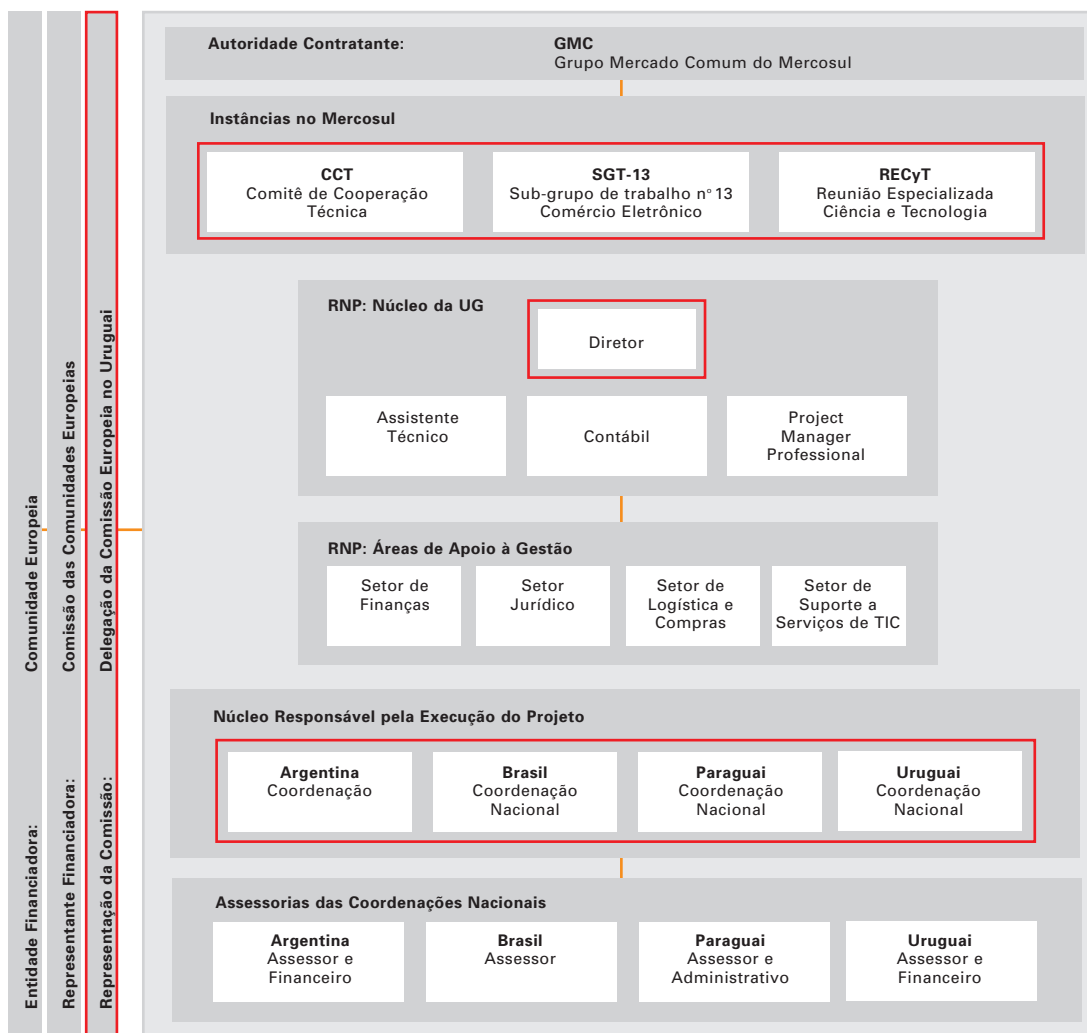 Entidade Financiadora: Comunidade Europeia
Representante Financiadora: Comissão das Comunidades Europeias
Representação da Comissão: Delegação da Comissão Europeia no Uruguai
Autoridade Contratante: GMC
Grupo Mercado Comum do Mercosul
Instâncias no Mercosul
CCT
Comitê de Cooperação
Técnica
SGT-13
Sub-grupo de trabalho nº 13
Comércio Eletrônico
RECyT
Reunião Especializada
Ciência e Tecnologia
RNP: Núcleo da UG
Diretor
Assistente
Técnico
Contábil
Project
Manager
Professional
RNP: Áreas de Apoio à Gestão
Setor de
Finanças
Setor
Jurídico
Setor de
Logística e
Compras
Setor de
Suporte a
Serviços de TIC
Núcleo Responsável pela Execução do Projeto
Argentina
Coordenação
Brasil
Coordenação
Nacional
Paraguai
Coordenação
Nacional
Uruguai
Coordenação
Nacional
Assessorias das Coordenações Nacionais
Argentina
Assessor e
Financeiro
Brasil
Assessor
Paraguai
Assessor e
Administrativo
Uruguai
Assessor e
Financeiro